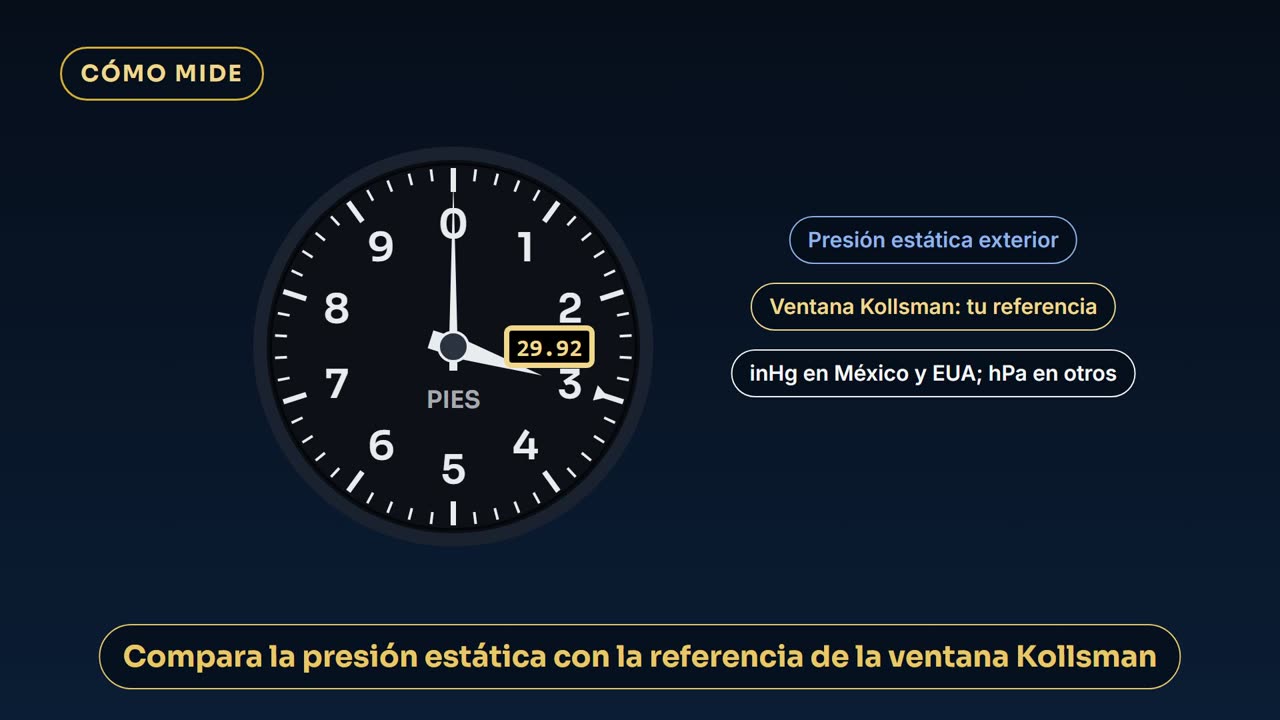 CÓMO MIDE
0
1
2
3
4
5
6
7
8
9
29.92
PIES
Presión estática exterior
Ventana Kollsman: tu referencia
inHg en México y EUA; hPa en otros
Compara la presión estática con la referencia de la ventana Kollsman